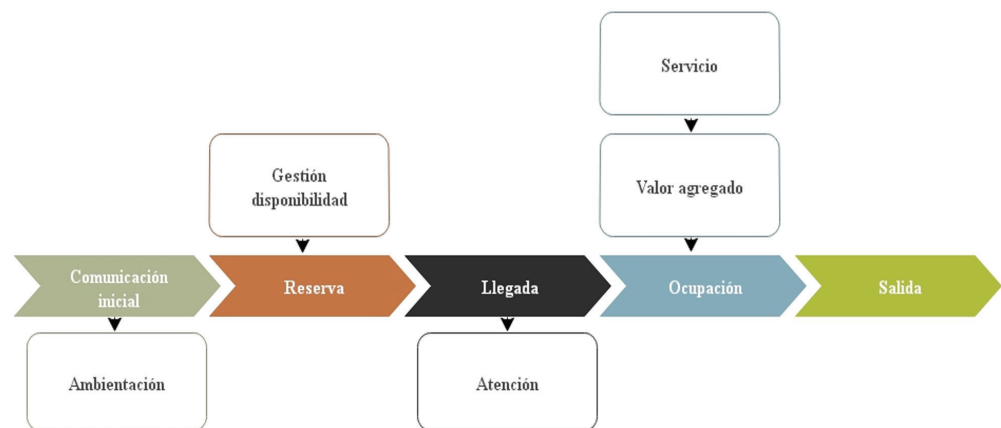 Servicio
Gestión
disponibilidad
Valor agregado
Comunicación
inicial
Reserva
Llegada
Ocupación
Salida
Ambientación
Atención